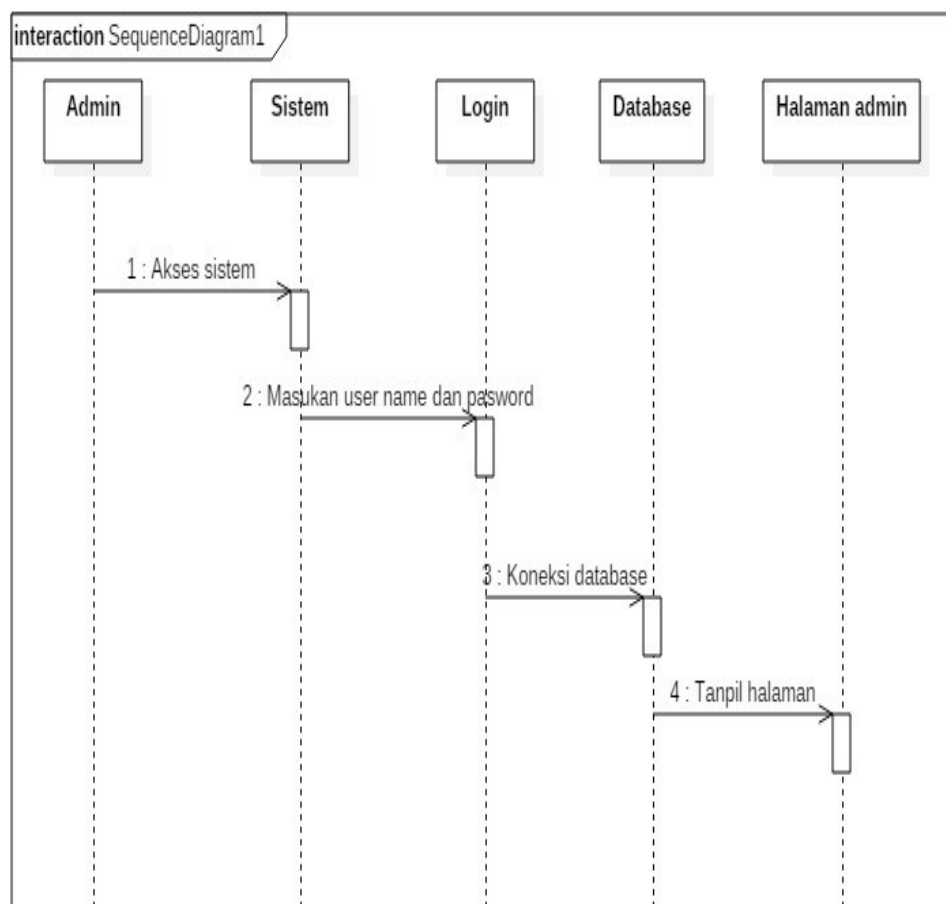 interaction SequenceDiagram1
Admin
Sistem
Login
Database
Halaman admin
1 : Akses sistem
2 : Masukan user name dan pasword
3 : Koneksi database
4 : Tanpil halaman